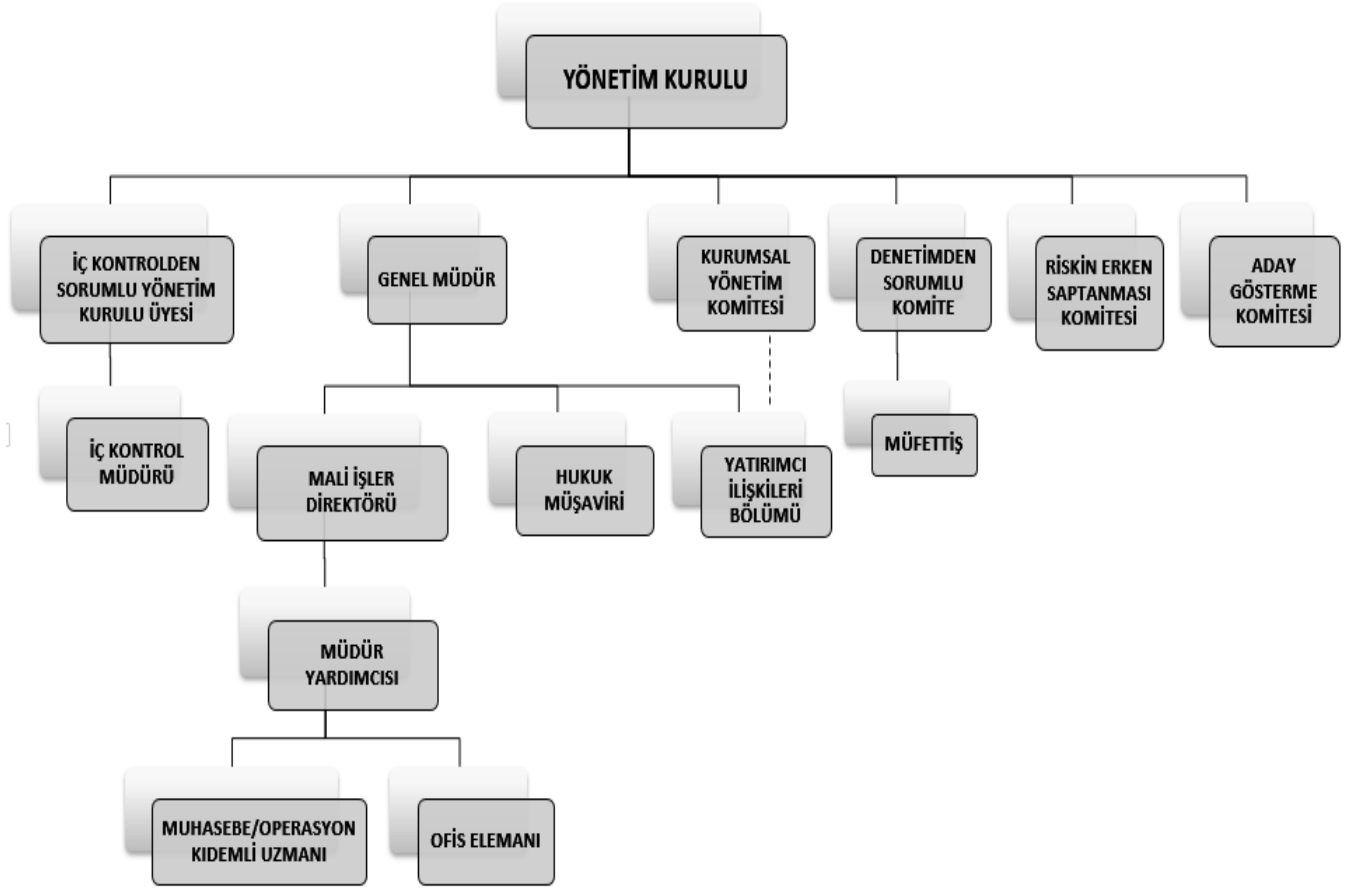 YÖNETİM KURULU
İÇ KONTROLDEN
SORUMLU YÖNETİM
KURULU ÜYESİ
GENEL MÜDÜR
KURUMSAL
YÖNETİM
KOMİTESİ
DENETİMDEN
SORUMLU
KOMİTE
RİSKİN ERKEN
SAPTANMASI
KOMİTESİ
ADAY
GÖSTERME
KOMİTESİ
İÇ KONTROL
MÜDÜRÜ
MALİ İŞLER
DİREKTÖRÜ
HUKUK
MÜŞAVİRİ
YATIRIMCI
İLİŞKİLERİ
BÖLÜMÜ
MÜFETTİŞ
MÜDÜR
YARDIMCISI
MUHASEBE/OPERASYON
KIDEMLİ UZMANI
OFİS ELEMANI